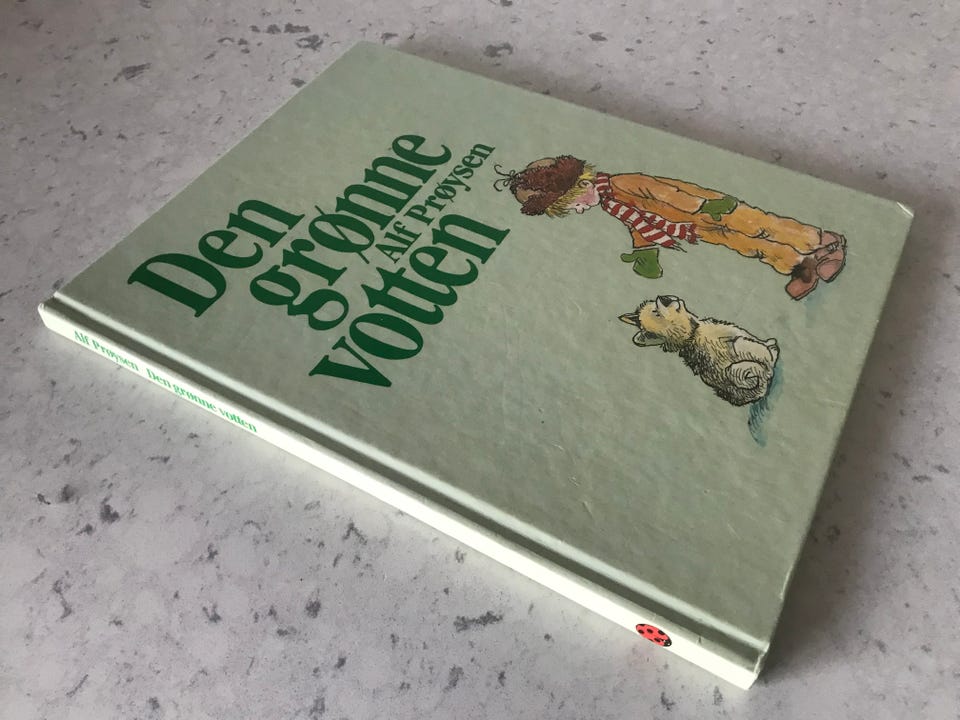 Den
grønne
Alf Prøysen
votten
Alf Prøysen Den grønne votten